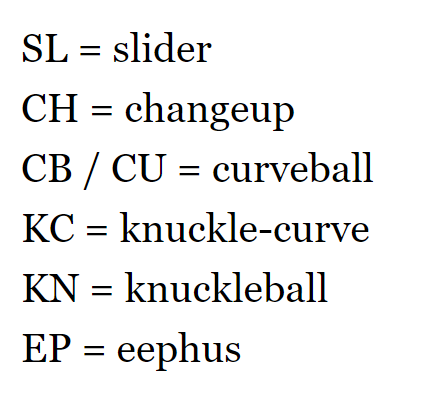 SL = slider
CH = changeup
CB / CU = curveball
KC = knuckle-curve
KN = knuckleball
EP = eephus